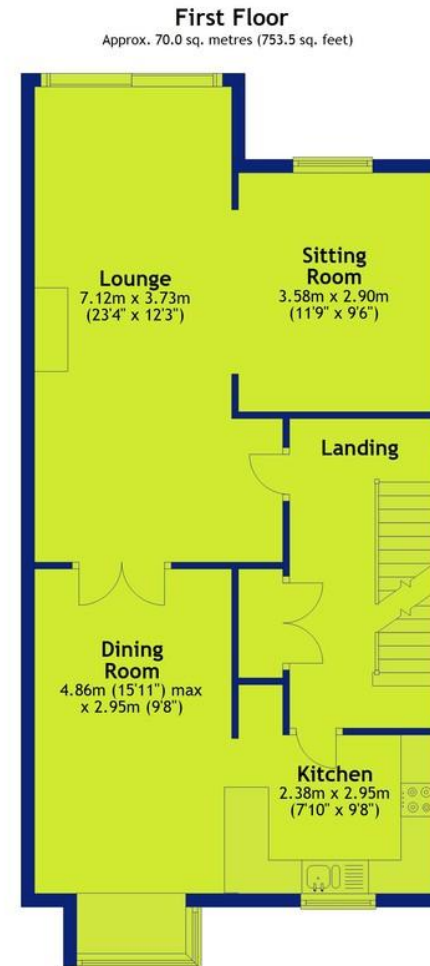 First Floor
Approx. 70.0 sq. metres (753.5 sq. feet)
Lounge
7.12m x 3.73m
(23'4" x 12'3")
Sitting
Room
3.58m x 2.90m
(11'9" x 9'6")
Landing
Dining
Room
4.86m (15'11") max
x 2.95m (9'8")
Kitchen
2.38m x 2.95m
(7'10" x 9'8")